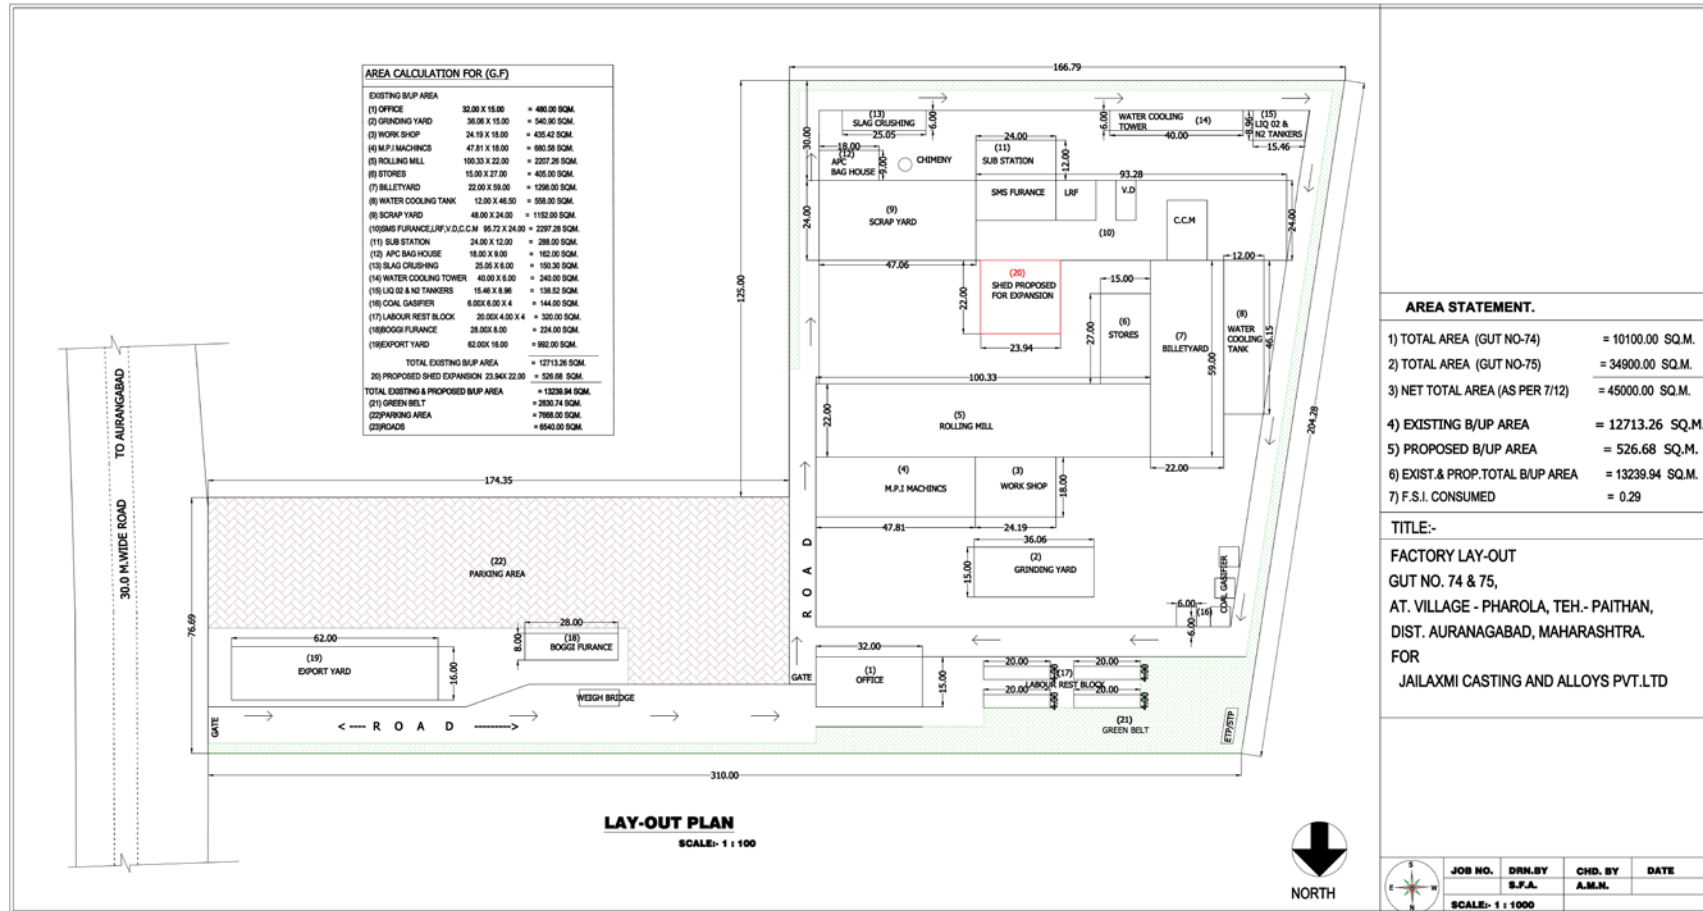 AREA CALCULATION FOR (G.F)
EXISTING B/UP AREA
(1) OFFICE 32.00 X 15.00 = 480.00 SQM.
(2) GRINDING YARD 36.06 X 15.00 = 540.90 SQM.
(3) WORK SHOP 24.19 X 18.00 = 435.42 SQM.
(4) M.P.I MACHINCS 47.81 X 18.00 = 860.58 SQM.
(5) ROLLING MILL 100.33 X 22.00 = 2207.26 SQM.
(6) STORES 15.00 X 27.00 = 405.00 SQM.
(7) BILLETYARD 22.00 X 59.00 = 1298.00 SQM.
(8) WATER COOLING TANK 12.00 X 46.50 = 558.00 SQM.
(9) SCRAP YARD 48.00 X 24.00 = 1152.00 SQM.
(10)SMS FURANCE,LRF,V.D,C.C.M 95.72 X 24.00 = 2297.28 SQM.
(11) SUB STATION 24.00 X 12.00 = 288.00 SQM.
(12) APC BAG HOUSE 18.00 X 9.00 = 162.00 SQM.
(13) SLAG CRUSHING 25.05 X 6.00 = 150.30 SQM.
(14) WATER COOLING TOWER 40.00 X 6.00 = 240.00 SQM.
(15) LIQ 02 & N2 TANKERS 15.46 X 8.96 = 138.52 SQM.
(16) COAL GASIFIER 6.00X 6.00 X 4 = 144.00 SQM.
(17) LABOUR REST BLOCK 20.00X 4.00 X 4 = 320.00 SQM.
(18)BOGGI FURANCE 28.00X 8.00 = 224.00 SQM.
(19)EXPORT YARD 62.00X 16.00 = 992.00 SQM.
TOTAL EXISTING B/UP AREA = 12713.26 SQM.
20) PROPOSED SHED EXPANSION 23.94X 22.00 = 526.68 SQM.
TOTAL EXISTING & PROPOSED B/UP AREA = 13239.94 SQM.
(21) GREEN BELT = 2830.74 SQM.
(22)PARKING AREA = 7868.00 SQM.
(23)ROADS = 6540.00 SQM.
166.79
30.00
24.00
125.00
(13)
SLAG CRUSHING
25.05
6.00
18.00
(12)
APC
BAG HOUSE
9.00
CHIMENY
24.00
(11)
SUB STATION
12.00
93.28
6.00
WATER COOLING
TOWER (14)
40.00
8.96
(15)
LIQ 02 &
N2 TANKERS
15.46
(9)
SCRAP YARD
47.06
SMS FURANCE
LRF
V.D
C.C.M
(10)
24.00
(20)
SHED PROPOSED
FOR EXPANSION
22.00
23.94
15.00
27.00
(6)
STORES
(7)
BILLETYARD
59.00
22.00
12.00
(8)
WATER
COOLING
TANK
46.15
204.28
100.33
22.00
(5)
ROLLING MILL
(4)
M.P.I MACHINCS
47.81
(3)
WORK SHOP
18.00
24.19
36.06
15.00
(2)
GRINDING YARD
COAL GASIFIER
6.00
6.00
(16)
ROAD
GATE
32.00
(1)
OFFICE
15.00
20.00
4.00
20.00
4.00
(17)
LABOUR REST BLOCK
20.00
4.00
20.00
4.00
(21)
GREEN BELT
ETP/STP
TO AURANGABAD
30.0 M.WIDE ROAD
174.35
76.69
(22)
PARKING AREA
62.00
(19)
EXPORT YARD
16.00
28.00
8.00
(18)
BOGGI FURANCE
WEIGH BRIDGE
GATE
<---- R O A D ------->
310.00
LAY-OUT PLAN
SCALE:- 1 : 100
NORTH
AREA STATEMENT.
1) TOTAL AREA (GUT NO-74) = 10100.00 SQ.M.
2) TOTAL AREA (GUT NO-75) = 34900.00 SQ.M.
3) NET TOTAL AREA (AS PER 7/12) = 45000.00 SQ.M.
4) EXISTING B/UP AREA = 12713.26 SQ.M.
5) PROPOSED B/UP AREA = 526.68 SQ.M.
6) EXIST.& PROP.TOTAL B/UP AREA = 13239.94 SQ.M.
7) F.S.I. CONSUMED = 0.29
TITLE:-
FACTORY LAY-OUT
GUT NO. 74 & 75,
AT. VILLAGE - PHAROLA, TEH.- PAITHAN,
DIST. AURANAGABAD, MAHARASHTRA.
FOR
JAILAXMI CASTING AND ALLOYS PVT.LTD
S
E W
N
JOB NO. DRN.BY CHD. BY DATE
S.F.A. A.M.N.
SCALE:- 1 : 1000